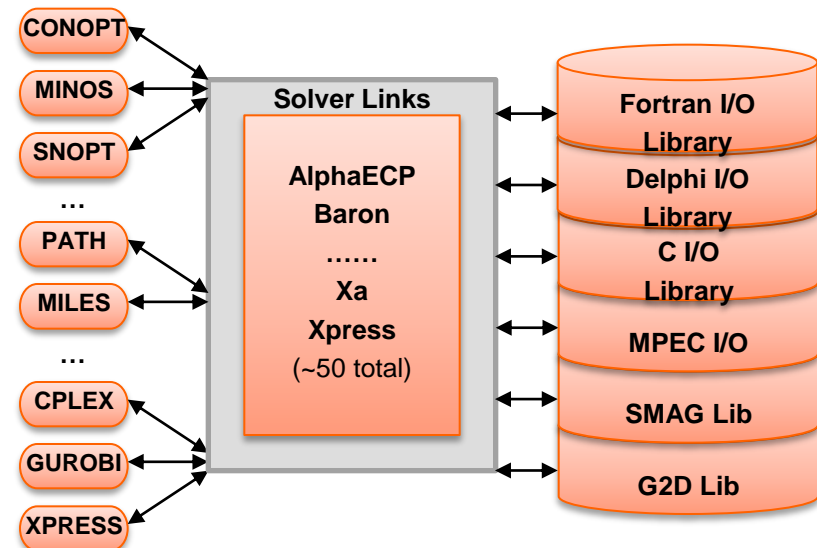 CONOPT
MINOS
SNOPT
...
PATH
MILES
...
CPLEX
GUROBI
XPRESS
Solver Links
AlphaECP
Baron
......
Xa
Xpress
(~50 total)
Fortran I/O
Library
Delphi I/O
Library
C I/O
Library
MPEC I/O
SMAG Lib
G2D Lib